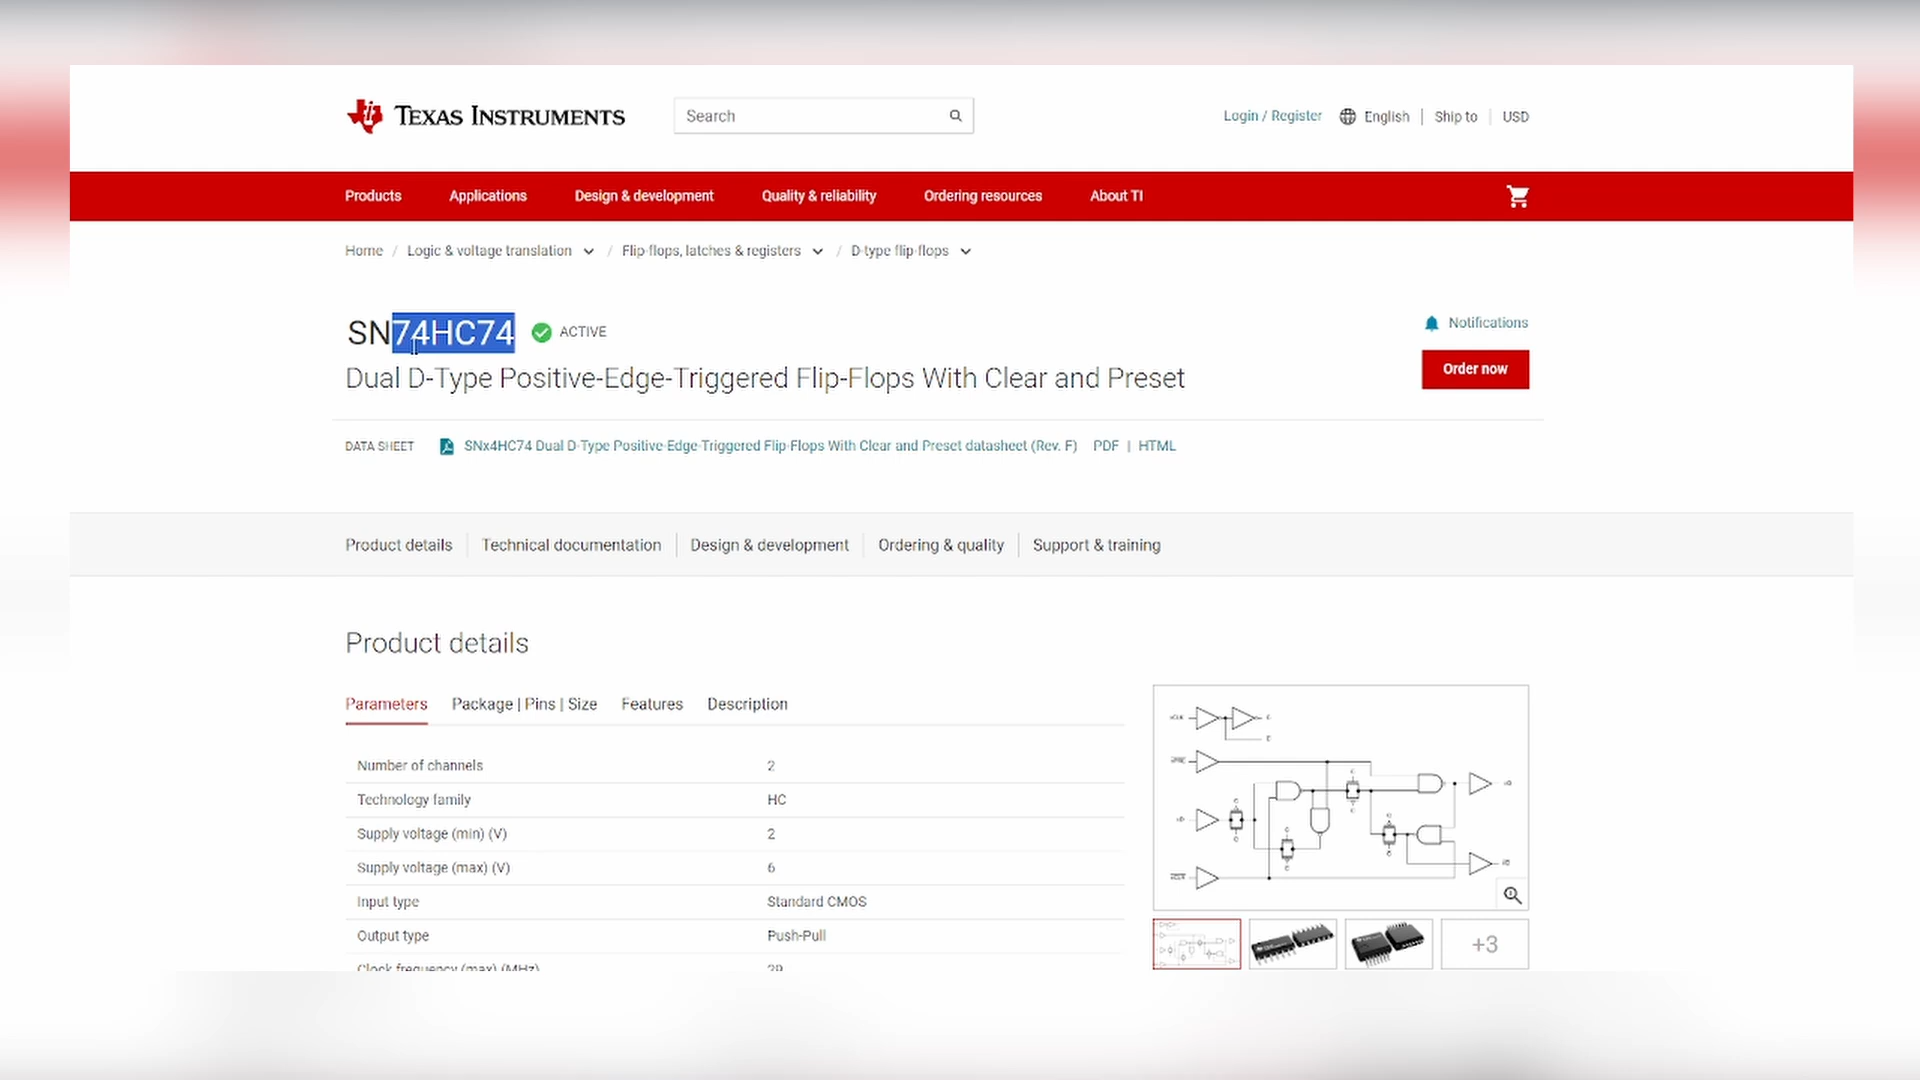 TEXAS INSTRUMENTS
Search
Login / Register
English
Ship to
USD
Products
Applications
Design & development
Quality & reliability
Ordering resources
About TI
Home / Logic & voltage translation / Flip-flops, latches & registers / D-type flip-flops
SN74HC74
ACTIVE
Notifications
Dual D-Type Positive-Edge-Triggered Flip-Flops With Clear and Preset
Order now
DATA SHEET
SNx4HC74 Dual D-Type Positive-Edge-Triggered Flip-Flops With Clear and Preset datasheet (Rev. F)
PDF | HTML
Product details
Technical documentation
Design & development
Ordering & quality
Support & training
Product details
Parameters
Package | Pins | Size
Features
Description
Number of channels 2
Technology family HC
Supply voltage (min) (V) 2
Supply voltage (max) (V) 6
Input type Standard CMOS
Output type Push-Pull
Clock frequency (max) (MHz)
+3